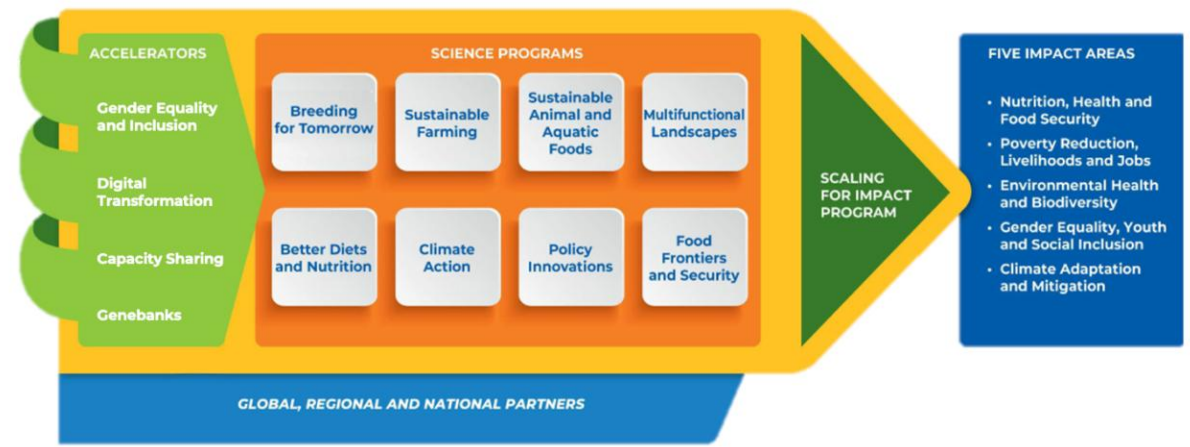 ACCELERATORS
Gender Equality
and Inclusion
Digital
Transformation
Capacity Sharing
Genebanks
SCIENCE PROGRAMS
Breeding
for Tomorrow
Sustainable
Farming
Sustainable
Animal and
Aquatic
Foods
Multifunctional
Landscapes
Better Diets
and Nutrition
Climate
Action
Policy
Innovations
Food
Frontiers
and Security
SCALING
FOR IMPACT
PROGRAM
FIVE IMPACT AREAS
• Nutrition, Health and
Food Security
• Poverty Reduction,
Livelihoods and Jobs
• Environmental Health
and Biodiversity
• Gender Equality, Youth
and Social Inclusion
• Climate Adaptation
and Mitigation
GLOBAL, REGIONAL AND NATIONAL PARTNERS